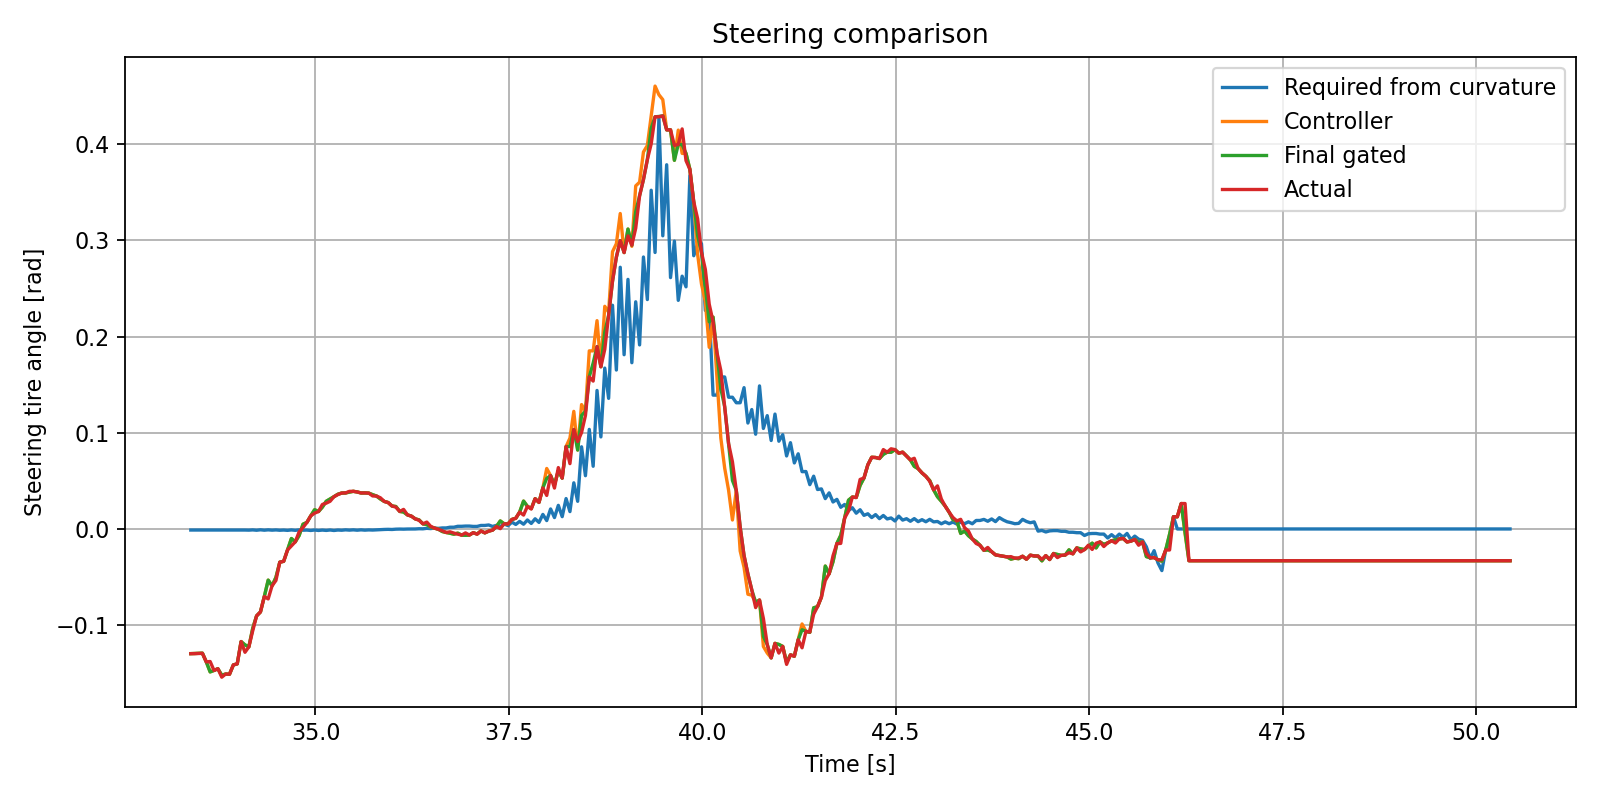 Steering comparison
Required from curvature
Controller
Final gated
Actual
Steering tire angle [rad]
0.4
0.3
0.2
0.1
0.0
−0.1
35.0 37.5 40.0 42.5 45.0 47.5 50.0
Time [s]